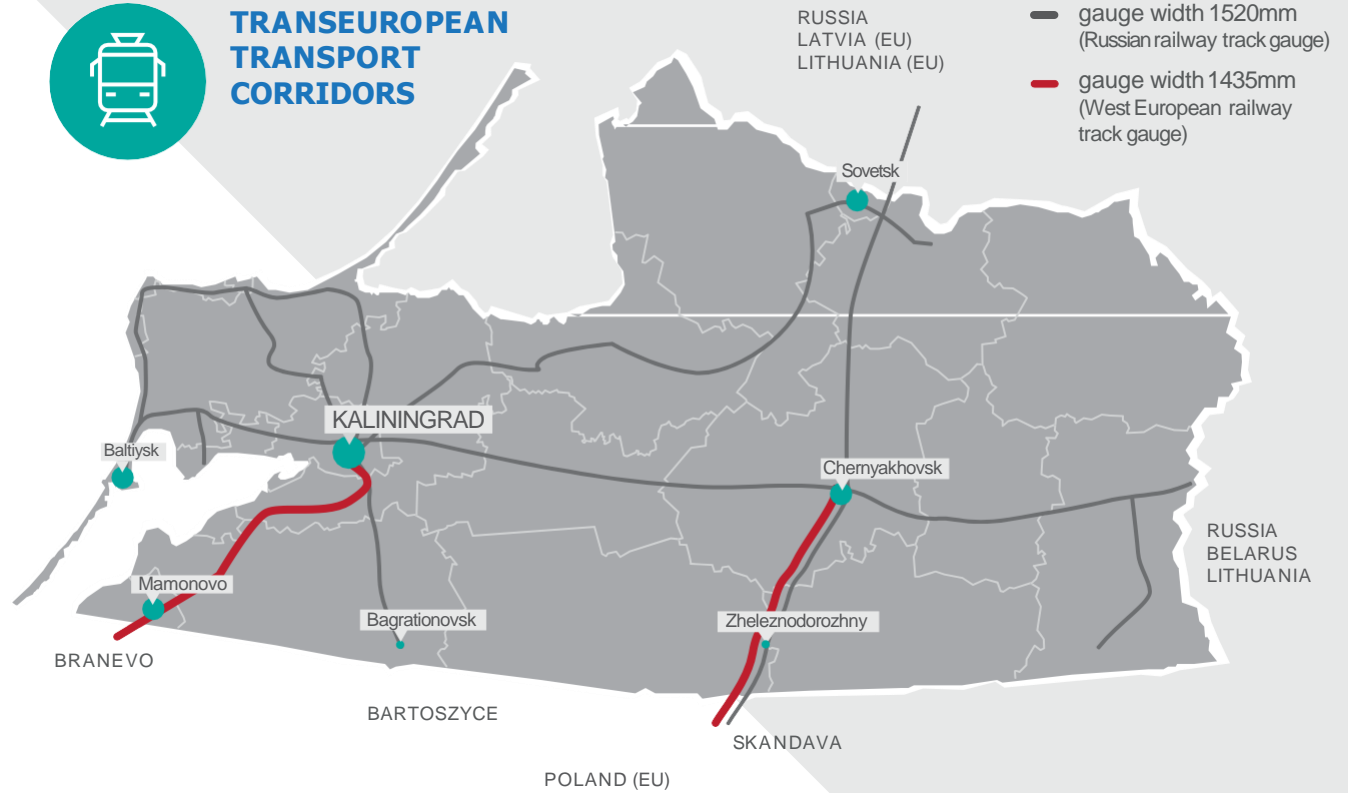 TRANSEUROPEAN
TRANSPORT
CORRIDORS
RUSSIA
LATVIA (EU)
LITHUANIA (EU)
gauge width 1520mm
(Russian railway track gauge)
gauge width 1435mm
(West European railway
track gauge)
Sovetsk
KALININGRAD
Baltiysk
Chernyakhovsk
RUSSIA
BELARUS
LITHUANIA
Mamonovo
Bagrationovsk
Zheleznodorozhny
BRANEVO
BARTOSZYCE
SKANDAVA
POLAND (EU)